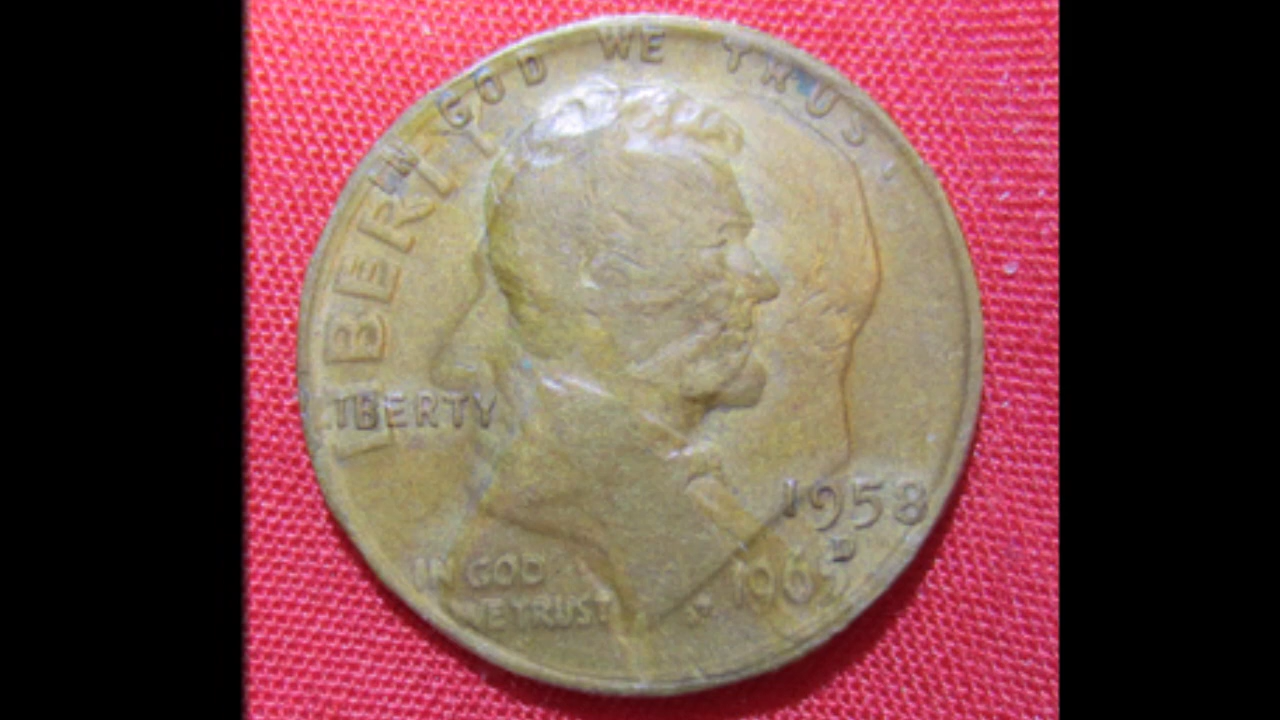 IN GOD WE TRUST
LIBERTY
LIBERTY
1958
D
1965
IN GOD
WE TRUST